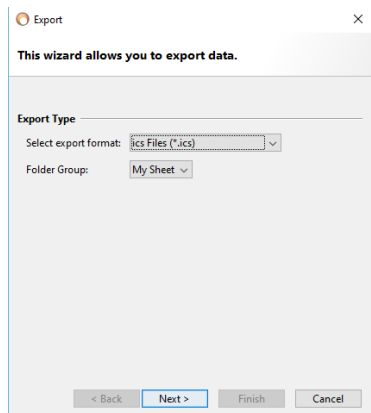 Export
This wizard allows you to export data.
Export Type
Select export format: ics Files (*.ics)
Folder Group: My Sheet
< Back Next > Finish Cancel